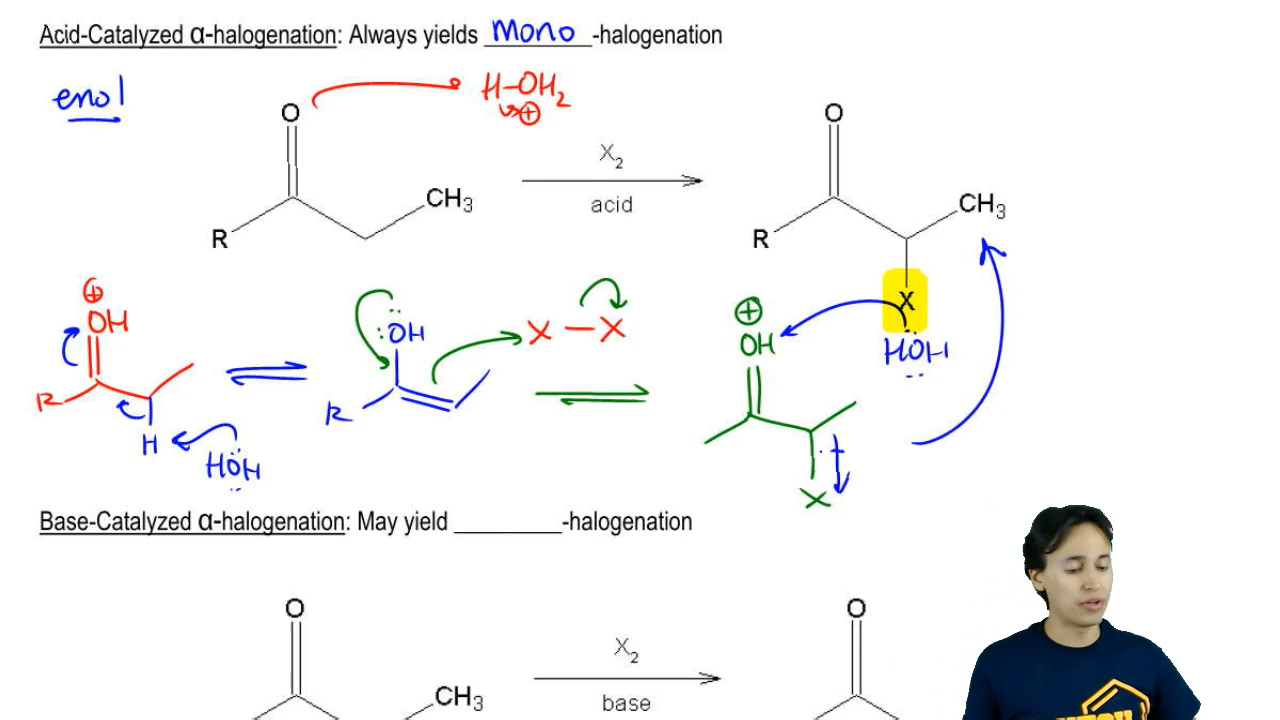 Acid-Catalyzed α-halogenation: Always yields mono -halogenation
enol
H-OH2
+
O
O
X2
CH3
CH3
acid
R
R
X
+
+
OH
OH
X — X
OH
HOH
R
R
H
HOH
X
Base-Catalyzed α-halogenation: May yield _________-halogenation
O
O
X2
CH3
base